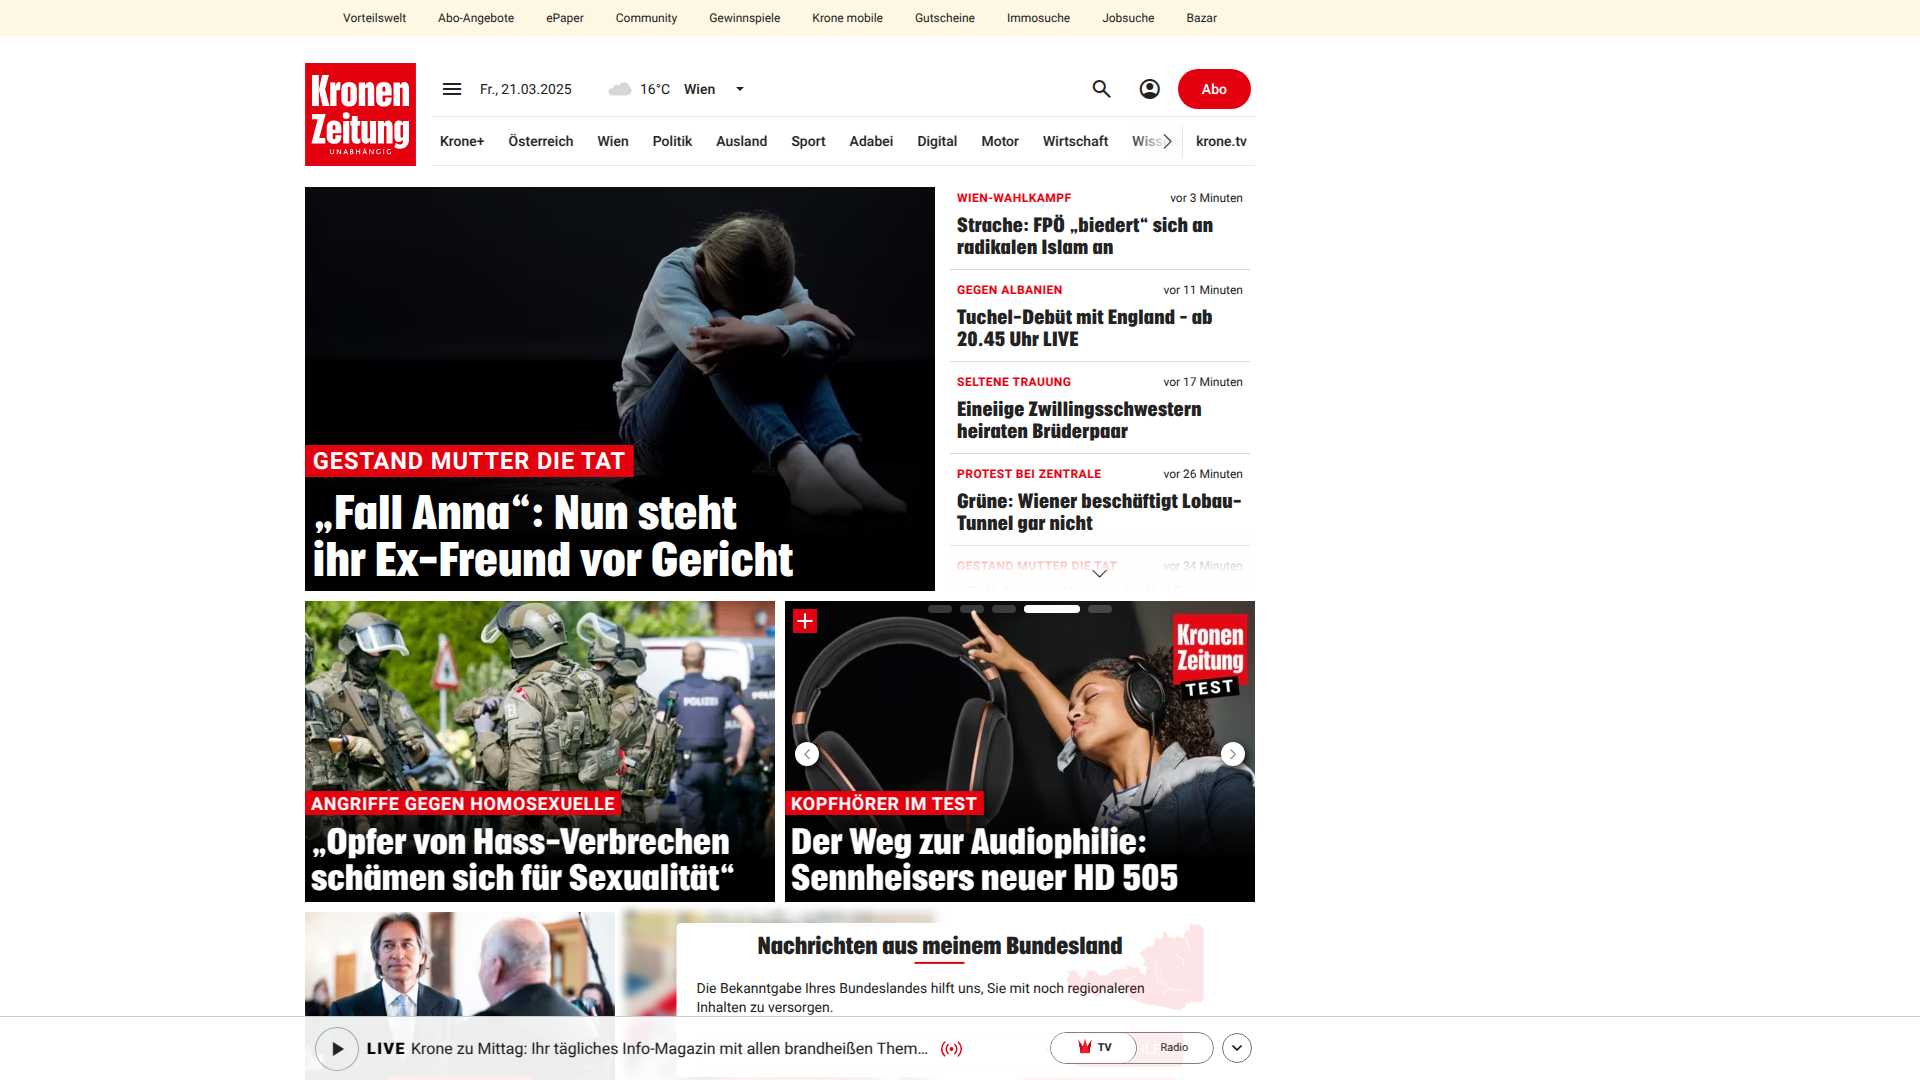 Vorteilswelt Abo-Angebote ePaper Community Gewinnspiele Krone mobile Gutscheine Immosuche Jobsuche Bazar
Kronen
Zeitung
UNABHÄNGIG
Fr., 21.03.2025 16°C Wien
Abo
Krone+ Österreich Wien Politik Ausland Sport Adabei Digital Motor Wirtschaft krone.tv
GESTAND MUTTER DIE TAT
„Fall Anna“: Nun steht
ihr Ex-Freund vor Gericht
WIEN-WAHLKAMPF vor 3 Minuten
Strache: FPÖ „biedert“ sich an
radikalen Islam an
GEGEN ALBANIEN vor 11 Minuten
Tuchel-Debüt mit England - ab
20.45 Uhr LIVE
SELTENE TRAUUNG vor 17 Minuten
Eineiige Zwillingsschwestern
heiraten Brüderpaar
PROTEST BEI ZENTRALE vor 26 Minuten
Grüne: Wiener beschäftigt Lobau-
Tunnel gar nicht
GESTAND MUTTER DIE TAT vor 34 Minuten
POLIZEI
ANGRIFFE GEGEN HOMOSEXUELLE
„Opfer von Hass-Verbrechen
schämen sich für Sexualität“
Kronen
Zeitung
TEST
KOPFHÖRER IM TEST
Der Weg zur Audiophilie:
Sennheisers neuer HD 505
Nachrichten aus meinem Bundesland
Die Bekanntgabe Ihres Bundeslandes hilft uns, Sie mit noch regionaleren
Inhalten zu versorgen.
LIVE Krone zu Mittag: Ihr tägliches Info-Magazin mit allen brandheißen Them...
TV Radio